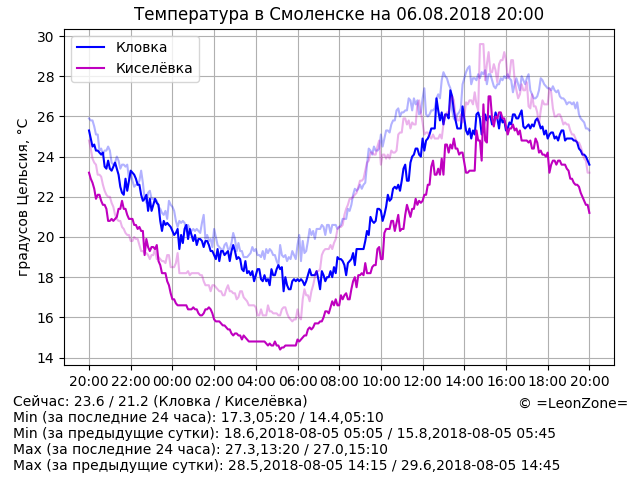 Температура в Смоленске на 06.08.2018 20:00
Кловка
Киселёвка
градусов Цельсия, °C
30
28
26
24
22
20
18
16
14
20:00 22:00 00:00 02:00 04:00 06:00 08:00 10:00 12:00 14:00 16:00 18:00 20:00
Сейчас: 23.6 / 21.2 (Кловка / Киселёвка)
© =LeonZone=
Min (за последние 24 часа): 17.3,05:20 / 14.4,05:10
Min (за предыдущие сутки): 18.6,2018-08-05 05:05 / 15.8,2018-08-05 05:45
Max (за последние 24 часа): 27.3,13:20 / 27.0,15:10
Max (за предыдущие сутки): 28.5,2018-08-05 14:15 / 29.6,2018-08-05 14:45